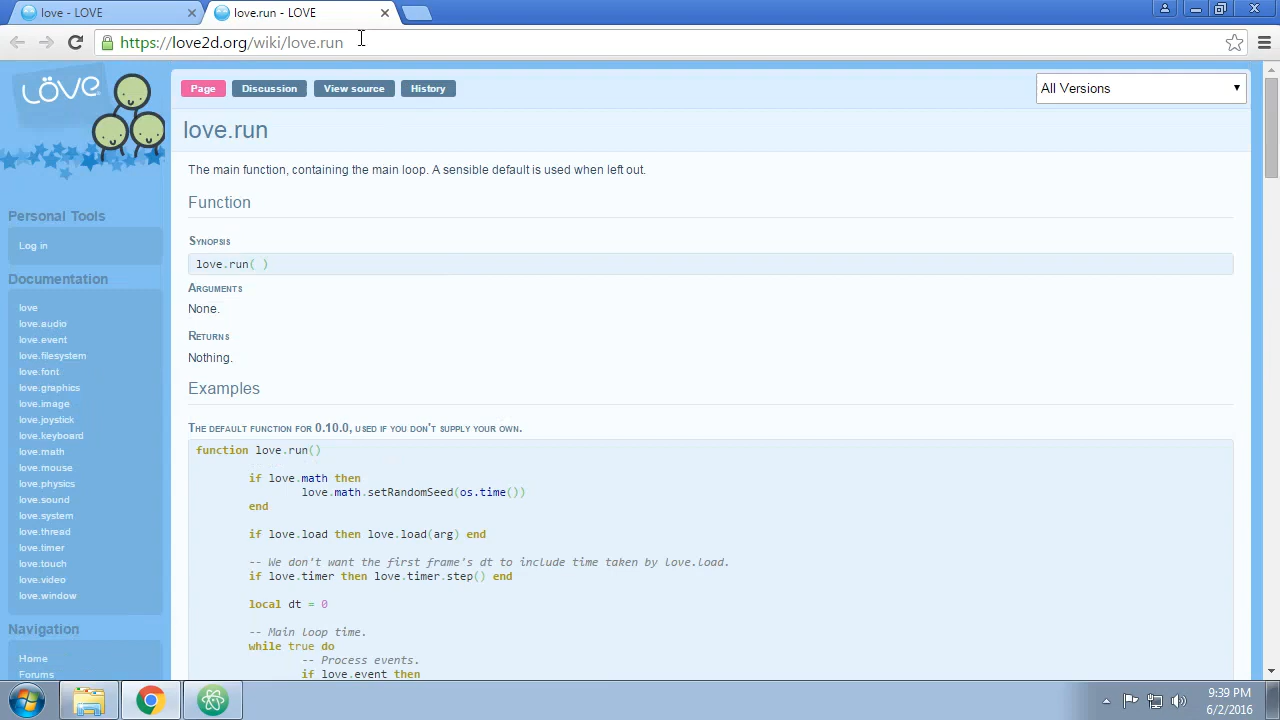 love - LOVE
love.run - LOVE
https://love2d.org/wiki/love.run
LÖVE
Page Discussion View source History
All Versions
love.run
The main function, containing the main loop. A sensible default is used when left out.
Function
Synopsis
love.run( )
Arguments
None.
Returns
Nothing.
Examples
The default function for 0.10.0, used if you don't supply your own.
function love.run()
if love.math then
love.math.setRandomSeed(os.time())
end
if love.load then love.load(arg) end
-- We don't want the first frame's dt to include time taken by love.load.
if love.timer then love.timer.step() end
local dt = 0
-- Main loop time.
while true do
-- Process events.
if love.event then
Personal Tools
Log in
Documentation
love
love.audio
love.event
love.filesystem
love.font
love.graphics
love.image
love.joystick
love.keyboard
love.math
love.mouse
love.physics
love.sound
love.system
love.thread
love.timer
love.touch
love.video
love.window
Navigation
Home
Forums
9:39 PM
6/2/2016